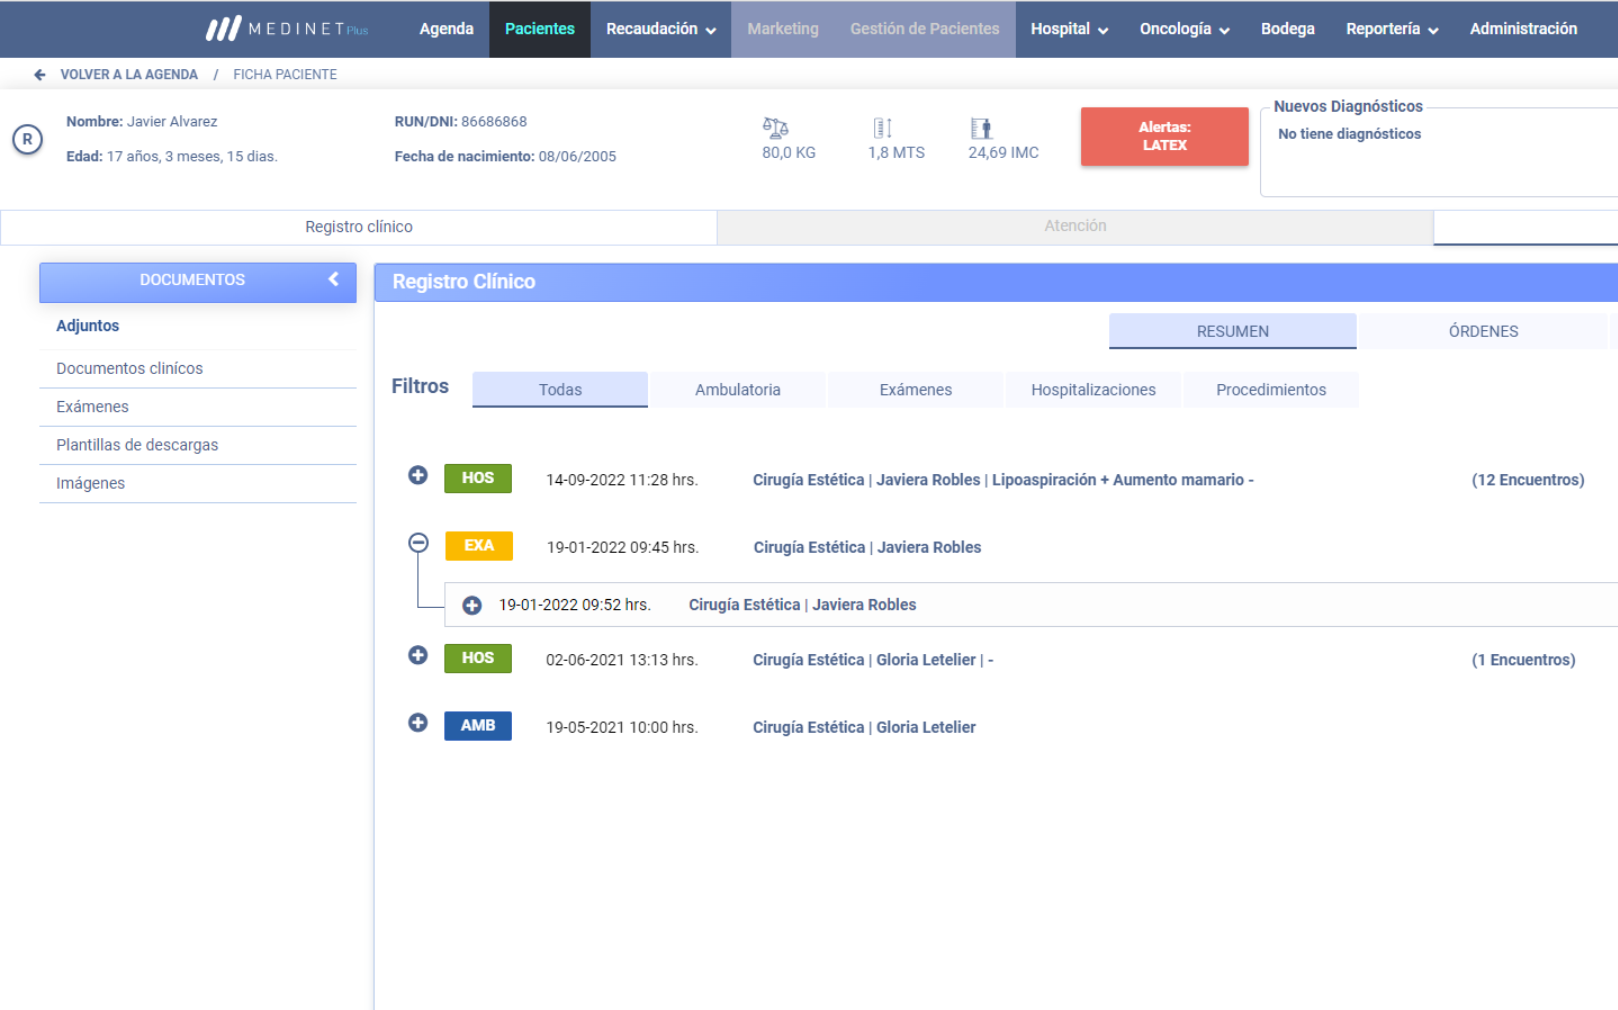 MEDINET Plus Agenda Pacientes Recaudación Marketing Gestión de Pacientes Hospital Oncología Bodega Reportería Administración
VOLVER A LA AGENDA / FICHA PACIENTE
R
Nombre: Javier Alvarez
Edad: 17 años, 3 meses, 15 dias.
RUN/DNI: 86686868
Fecha de nacimiento: 08/06/2005
80,0 KG
1,8 MTS
24,69 IMC
Alertas:
LATEX
Nuevos Diagnósticos
No tiene diagnósticos
Registro clínico Atención
DOCUMENTOS
Adjuntos
Documentos clinícos
Exámenes
Plantillas de descargas
Imágenes
Registro Clínico
RESUMEN ÓRDENES
Filtros Todas Ambulatoria Exámenes Hospitalizaciones Procedimientos
HOS 14-09-2022 11:28 hrs. Cirugía Estética | Javiera Robles | Lipoaspiración + Aumento mamario - (12 Encuentros)
EXA 19-01-2022 09:45 hrs. Cirugía Estética | Javiera Robles
19-01-2022 09:52 hrs. Cirugía Estética | Javiera Robles
HOS 02-06-2021 13:13 hrs. Cirugía Estética | Gloria Letelier | - (1 Encuentros)
AMB 19-05-2021 10:00 hrs. Cirugía Estética | Gloria Letelier